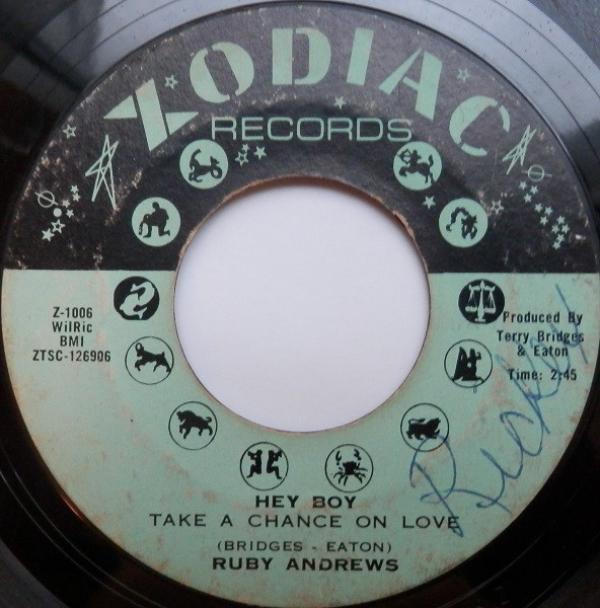 ZODIAC
RECORDS
Z-1006
WilRic
BMI
ZTSC-126906
Produced By
Terry Bridges
& Eaton
Time: 2:45
HEY BOY
TAKE A CHANCE ON LOVE
(BRIDGES - EATON)
RUBY ANDREWS